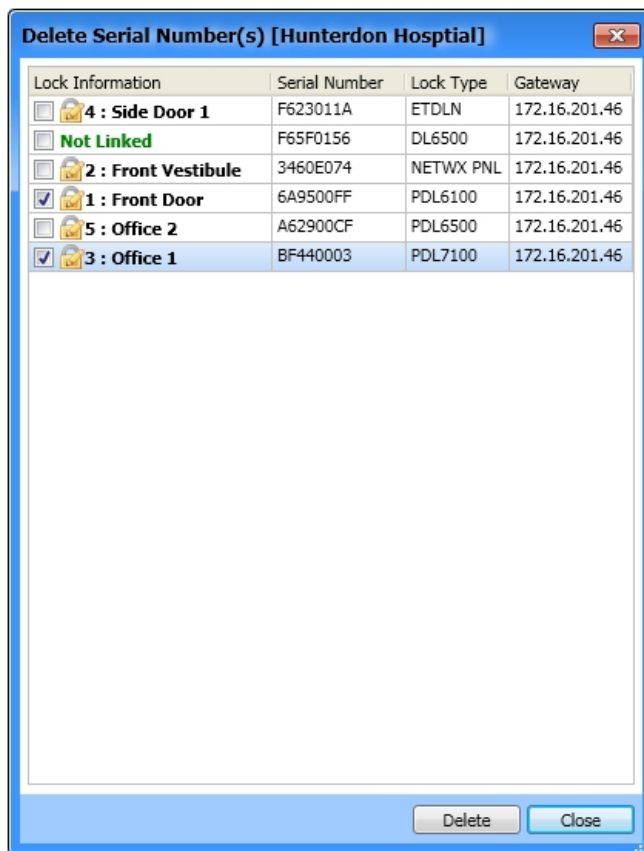 Delete Serial Number(s) [Hunterdon Hosptial]
Lock Information Serial Number Lock Type Gateway
4 : Side Door 1 F623011A ETDLN 172.16.201.46
Not Linked F65F0156 DL6500 172.16.201.46
2 : Front Vestibule 3460E074 NETWX PNL 172.16.201.46
1 : Front Door 6A9500FF PDL6100 172.16.201.46
5 : Office 2 A62900CF PDL6500 172.16.201.46
3 : Office 1 BF440003 PDL7100 172.16.201.46
Delete Close